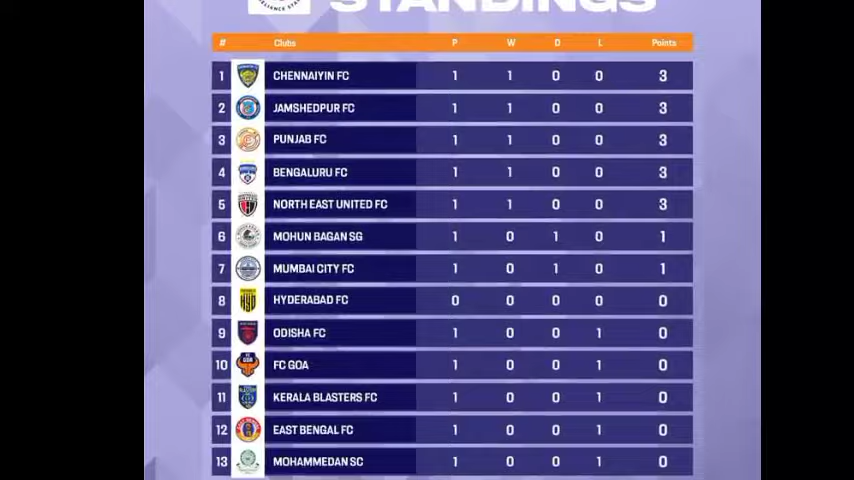 STANDINGS
# Clubs P W D L Points
1 CHENNAIYIN FC 1 1 0 0 3
2 JAMSHEDPUR FC 1 1 0 0 3
3 PUNJAB FC 1 1 0 0 3
4 BENGALURU FC 1 1 0 0 3
5 NORTH EAST UNITED FC 1 1 0 0 3
6 MOHUN BAGAN SG 1 0 1 0 1
7 MUMBAI CITY FC 1 0 1 0 1
8 HYDERABAD FC 0 0 0 0 0
9 ODISHA FC 1 0 0 1 0
10 FC GOA 1 0 0 1 0
11 KERALA BLASTERS FC 1 0 0 1 0
12 EAST BENGAL FC 1 0 0 1 0
13 MOHAMMEDAN SC 1 0 0 1 0